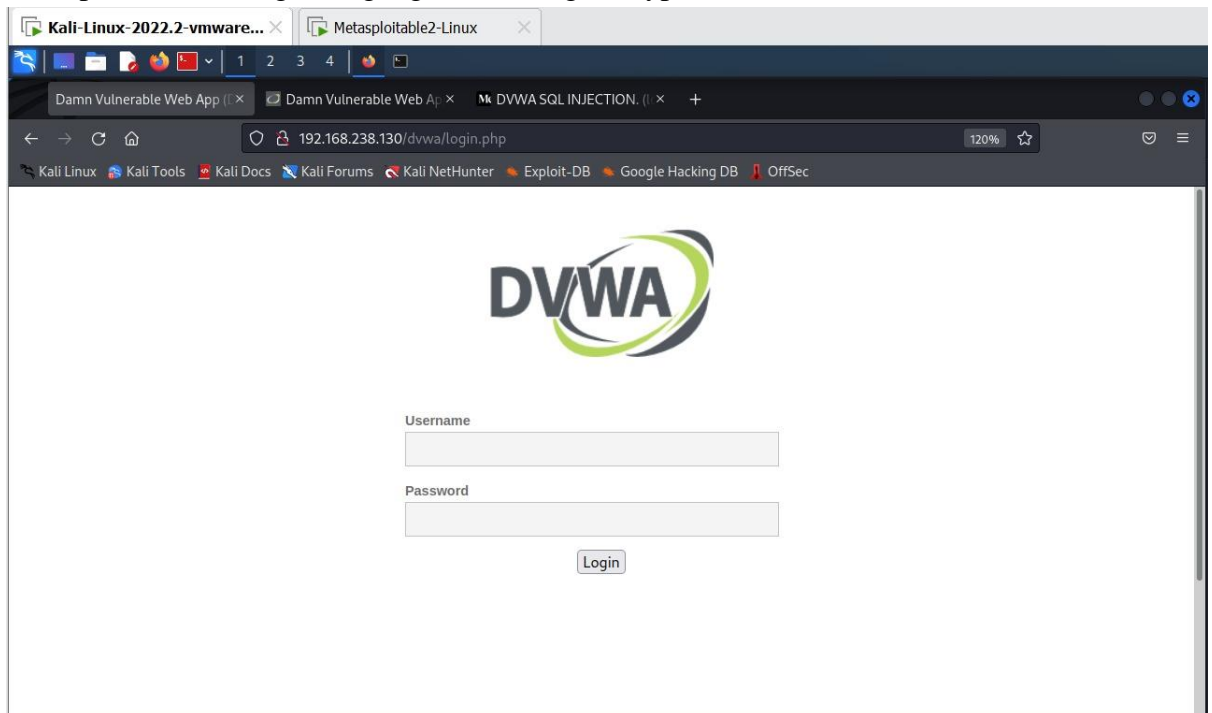 Kali-Linux-2022.2-vmware...
Metasploitable2-Linux
1 2 3 4
Damn Vulnerable Web App (
Damn Vulnerable Web Ap
DVWA SQL INJECTION. (
192.168.238.130/dvwa/login.php
120%
Kali Linux Kali Tools Kali Docs Kali Forums Kali NetHunter Exploit-DB Google Hacking DB OffSec
DVWA
Username
Password
Login